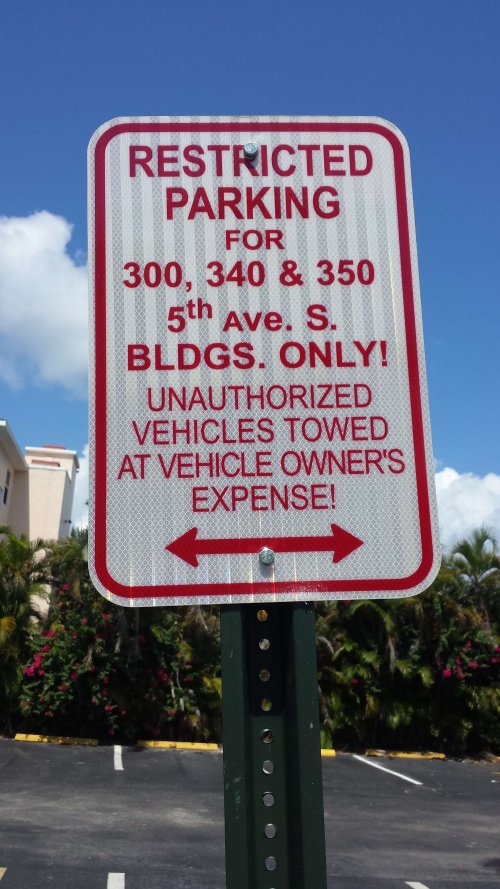 RESTRICTED
PARKING
FOR
300, 340 & 350
5th Ave. S.
BLDGS. ONLY!
UNAUTHORIZED
VEHICLES TOWED
AT VEHICLE OWNER'S
EXPENSE!